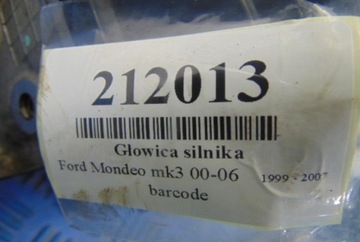 212013
Głowica silnika
Ford Mondeo mk3 00-06 1999 - 2007
barcode